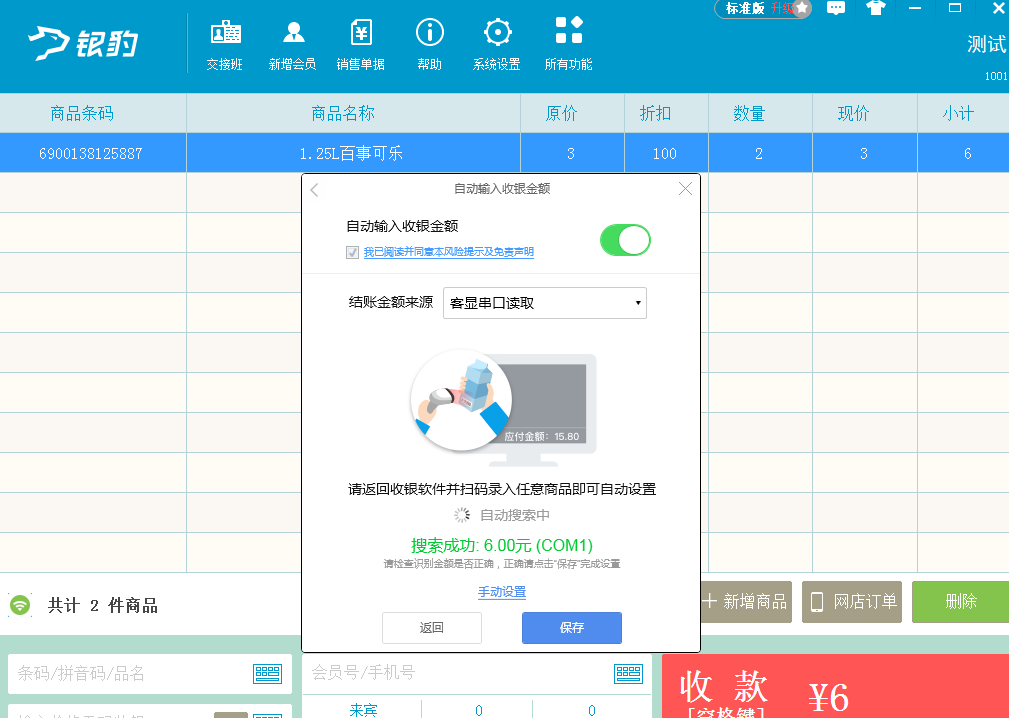 标准版 升级
银豹 交接班 新增会员 销售单据 帮助 系统设置 所有功能 测试
1001
商品条码 商品名称 原价 折扣 数量 现价 小计
6900138125887 1.25L百事可乐 3 100 2 3 6
自动输入收银金额
自动输入收银金额
我已阅读并同意本风险提示及免责声明
结账金额来源 客显串口读取
应付金额: 15.80
请返回收银软件并扫码录入任意商品即可自动设置
自动搜索中
搜索成功: 6.00元 (COM1)
请检查识别金额是否正确，正确请点击“保存”完成设置
手动设置
返回 保存
共计 2 件商品 新增商品 网店订单 删除
条码/拼音码/品名 会员号/手机号
收 款 ¥6
[空格键]
来宾 0 0